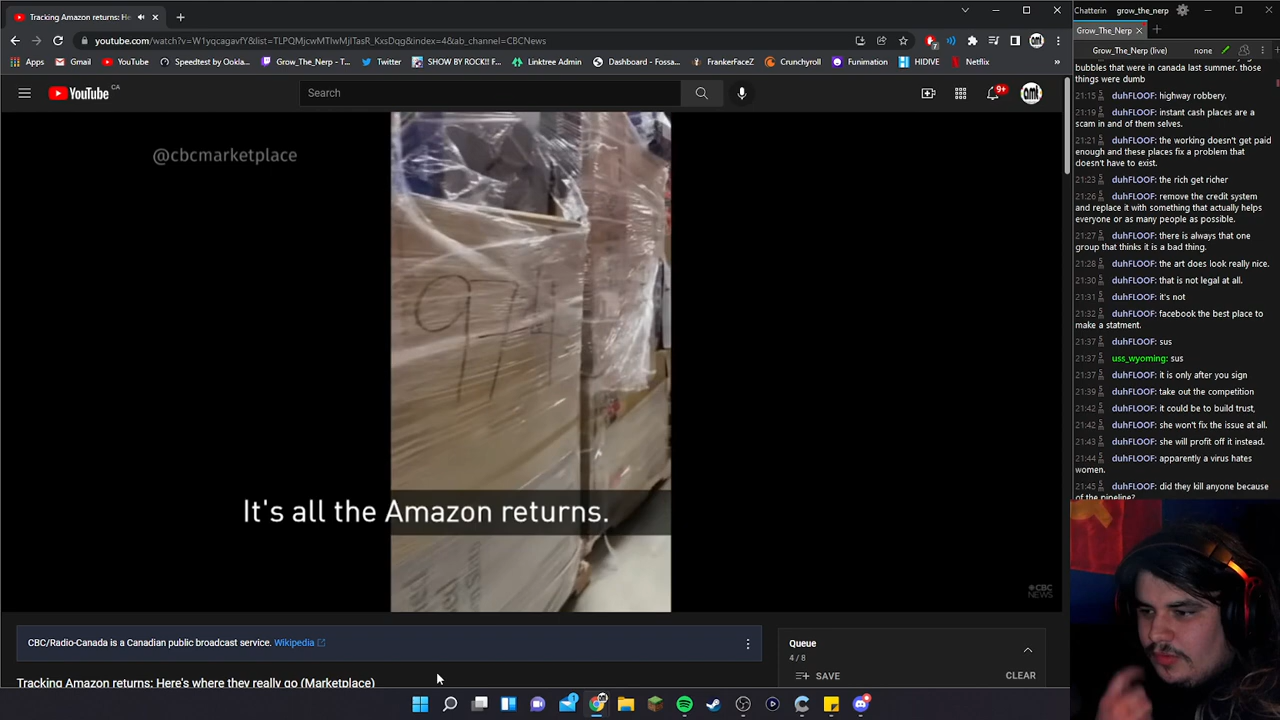 Tracking Amazon returns: He
youtube.com/watch?v=W1yqcagavfY&list=TLPQMjcwMTIwMjITasR_KxsDqg&index=4&ab_channel=CBCNews
Apps
Gmail
YouTube
Speedtest by Ookla...
Grow_The_Nerp - T...
Twitter
SHOW BY ROCK!! F...
Linktree Admin
Dashboard - Fossa...
FrankerFaceZ
Crunchyroll
Funimation
HIDIVE
Netflix
»
YouTube CA
Search
9+
@cbcmarketplace
974
It's all the Amazon returns.
CBC NEWS
CBC/Radio-Canada is a Canadian public broadcast service. Wikipedia
Tracking Amazon returns: Here's where they really go (Marketplace)
Queue
4 / 8
SAVE
CLEAR
Chatterin grow_the_nerp
Grow_The_Nerp
Grow_The_Nerp (live) none
bubbles that were in canada last summer. those
things were dumb
21:15 duhFLOOF: highway robbery.
21:19 duhFLOOF: instant cash places are a
scam in and of them selves.
21:21 duhFLOOF: the working doesn't get paid
enough and these places fix a problem that
doesn't have to exist.
21:23 duhFLOOF: the rich get richer
21:26 duhFLOOF: remove the credit system
and replace it with something that actually helps
everyone or as many people as possible.
21:27 duhFLOOF: there is always that one
group that thinks it is a bad thing.
21:28 duhFLOOF: the art does look really nice.
21:30 duhFLOOF: that is not legal at all.
21:31 duhFLOOF: it's not
21:32 duhFLOOF: facebook the best place to
make a statment.
21:37 duhFLOOF: sus
21:37 uss_wyoming: sus
21:37 duhFLOOF: it is only after you sign
21:39 duhFLOOF: take out the competition
21:42 duhFLOOF: it could be to build trust,
21:42 duhFLOOF: she won't fix the issue at all.
21:43 duhFLOOF: she will profit off it instead.
21:44 duhFLOOF: apparently a virus hates
women.
21:45 duhFLOOF: did they kill anyone because
of the pipeline?